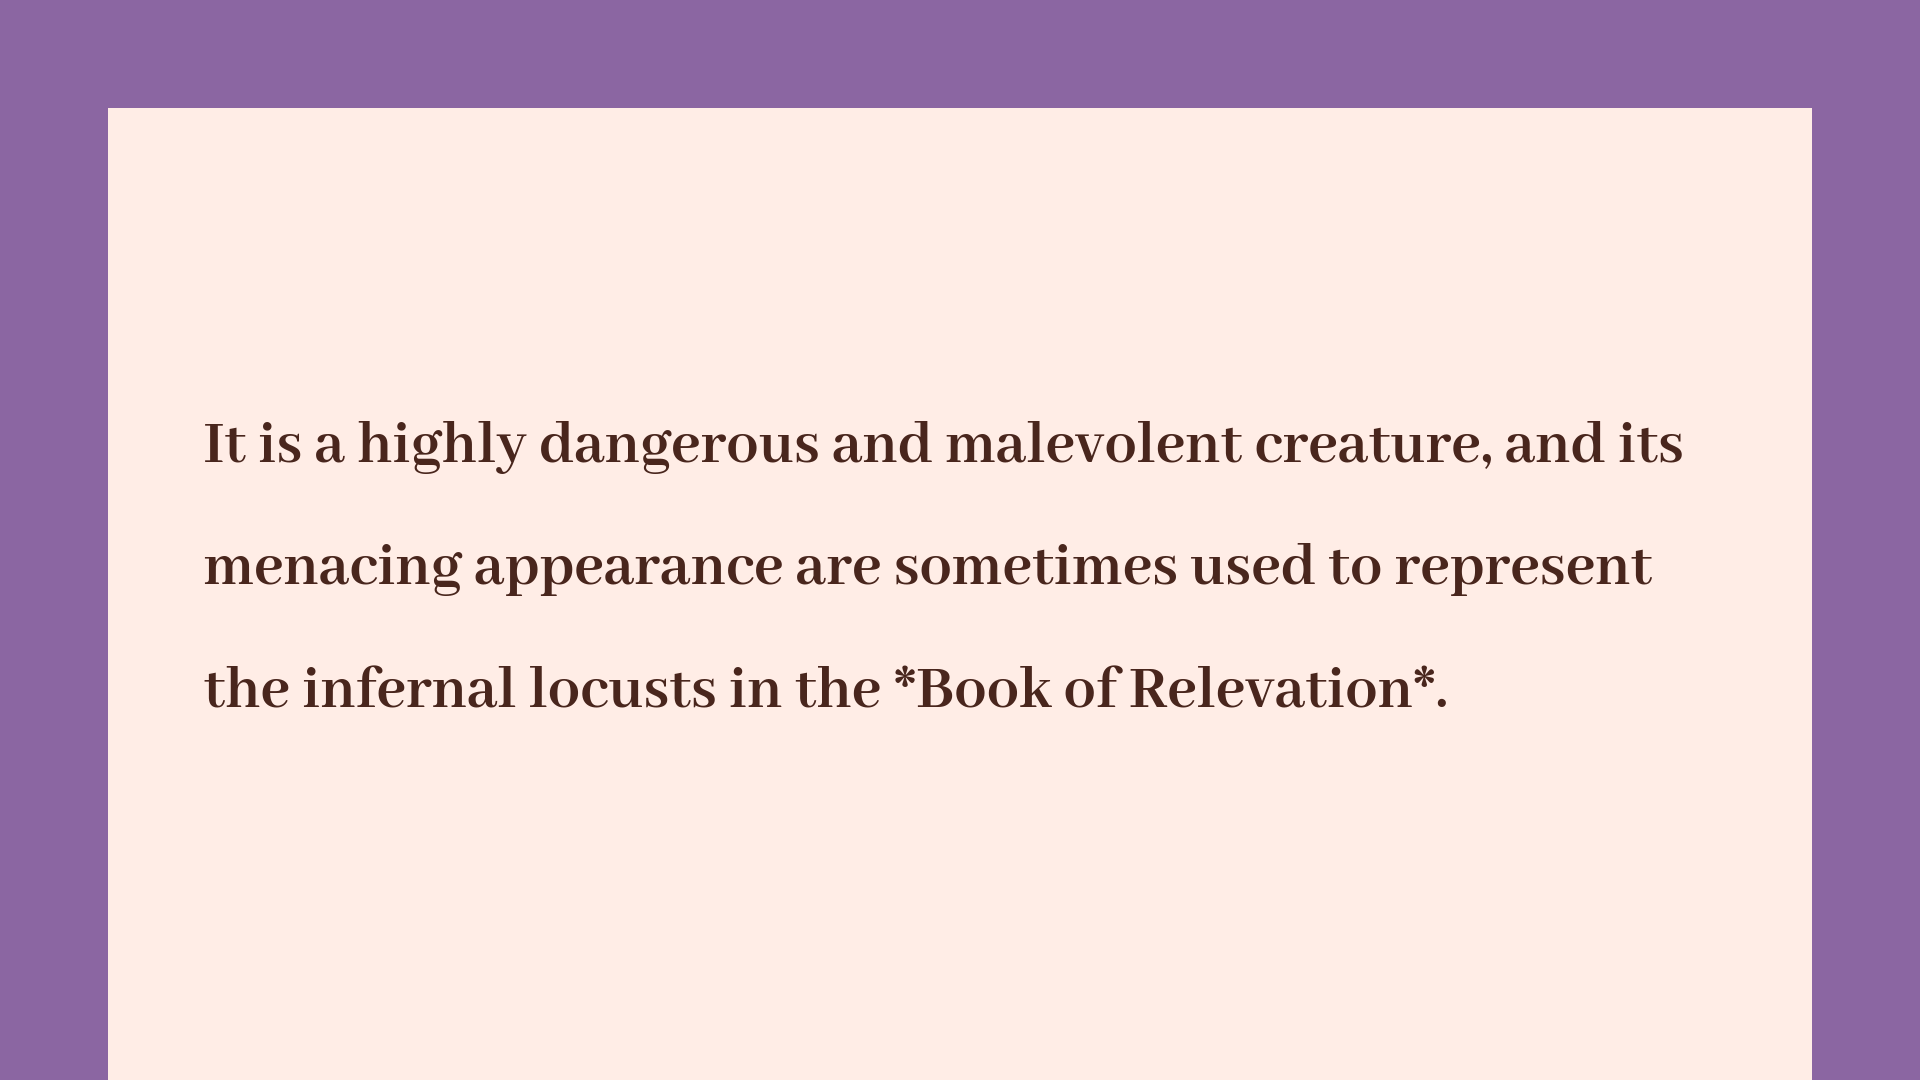 It is a highly dangerous and malevolent creature, and its
menacing appearance are sometimes used to represent
the infernal locusts in the *Book of Relevation*.